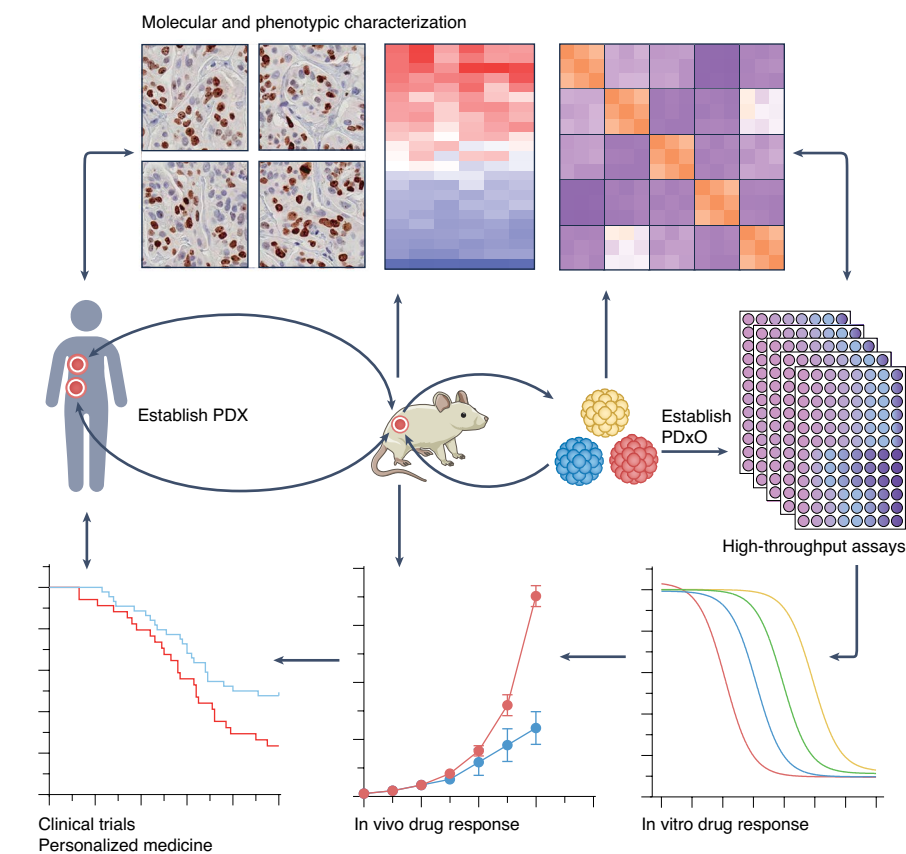 Molecular and phenotypic characterization
Establish PDX
Establish
PDxO
High-throughput assays
Clinical trials
Personalized medicine
In vivo drug response
In vitro drug response